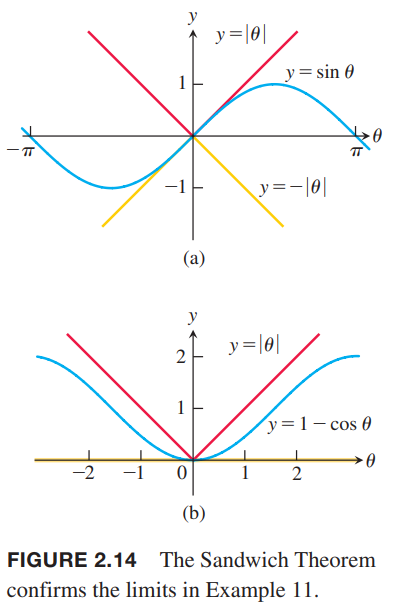 y
y = |θ|
y = sin θ
1
θ
−π
π
−1
y = −|θ|
(a)
y
y = |θ|
2
1
y = 1 − cos θ
θ
−2
−1
0
1
2
(b)
FIGURE 2.14 The Sandwich Theorem
confirms the limits in Example 11.